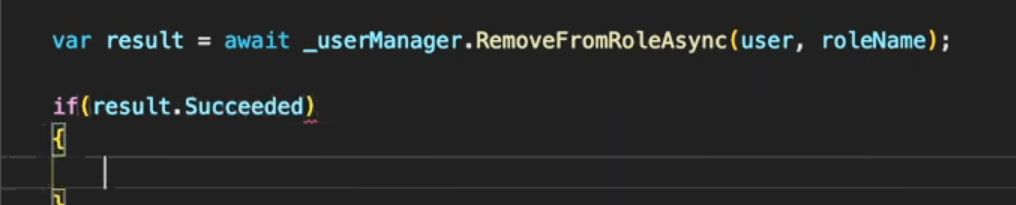 var result = await _userManager.RemoveFromRoleAsync(user, roleName);
if(result.Succeeded)
{
}